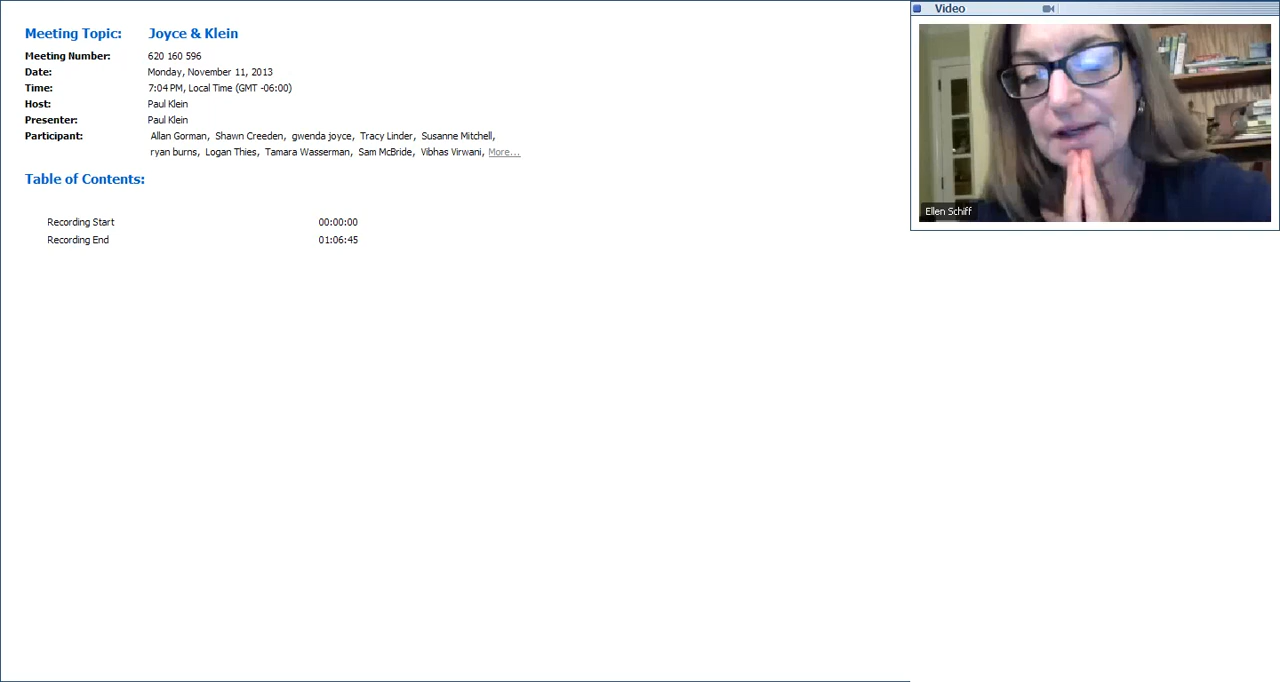 Meeting Topic: Joyce & Klein
Meeting Number: 620 160 596
Date: Monday, November 11, 2013
Time: 7:04 PM, Local Time (GMT -06:00)
Host: Paul Klein
Presenter: Paul Klein
Participant: Allan Gorman, Shawn Creeden, gwenda joyce, Tracy Linder, Susanne Mitchell,
ryan burns, Logan Thies, Tamara Wasserman, Sam McBride, Vibhas Virwani, More...
Table of Contents:
Recording Start 00:00:00
Recording End 01:06:45
Video
Ellen Schiff